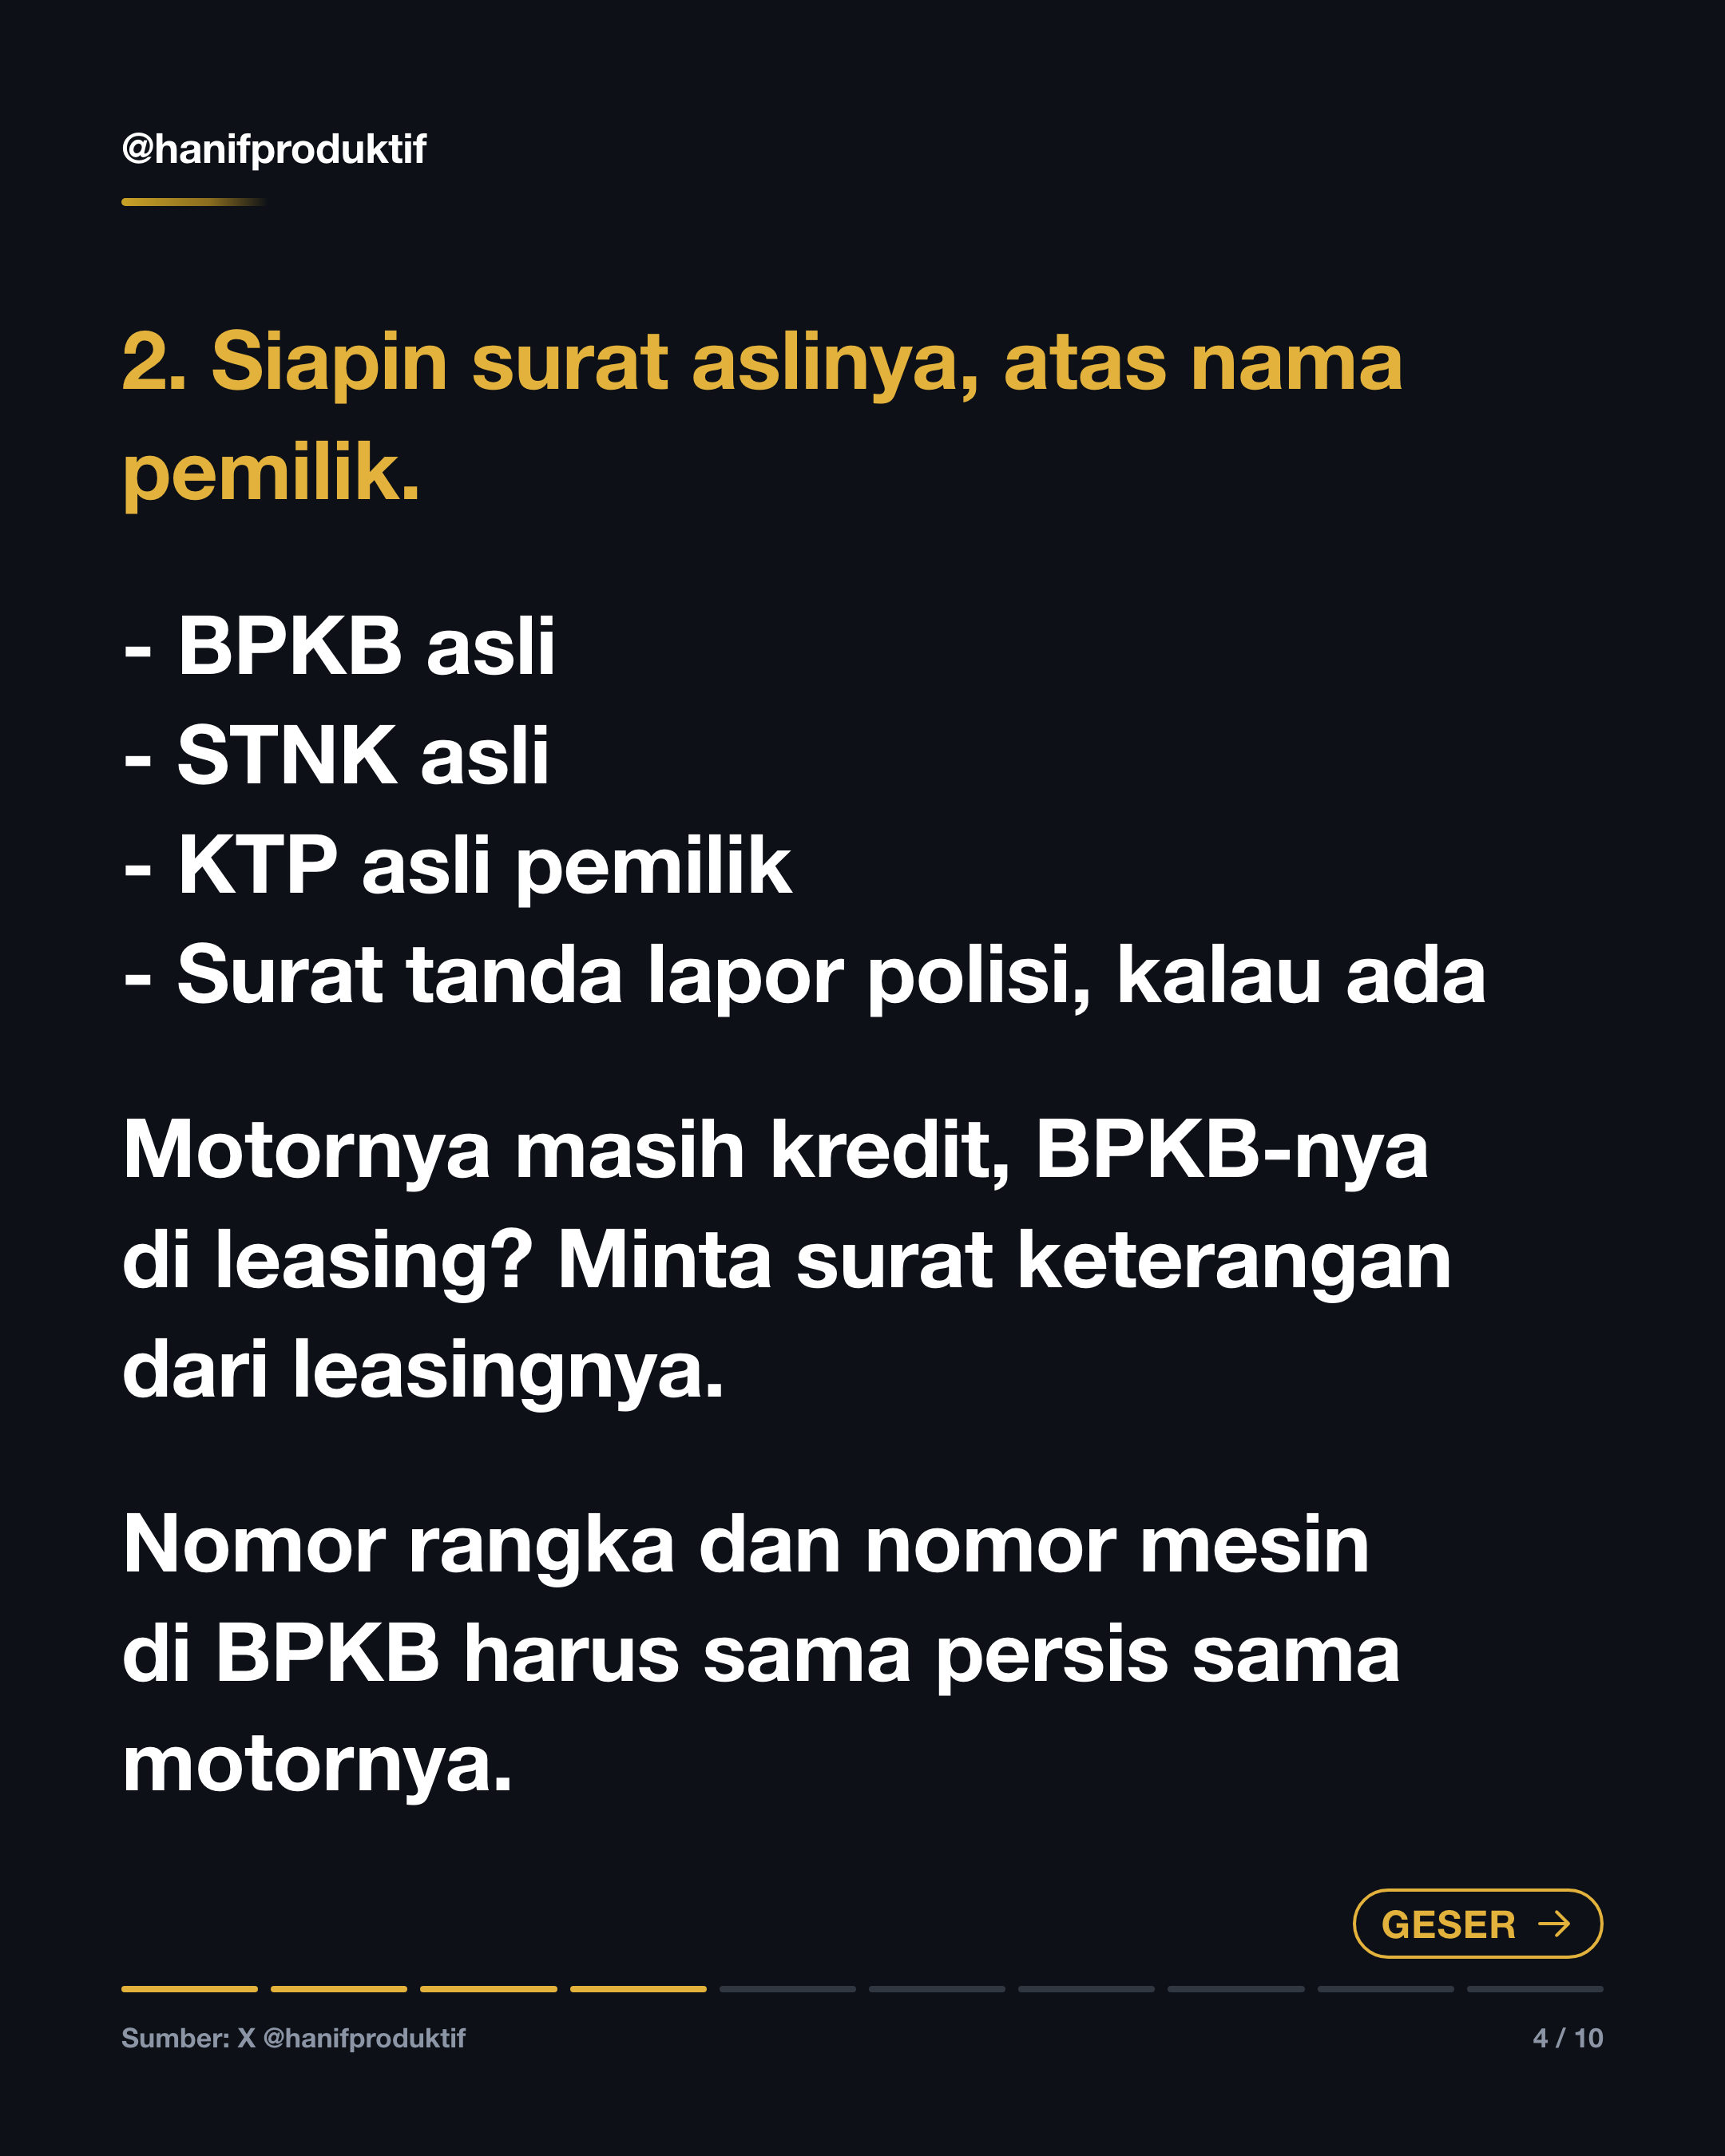 @hanifproduktif
2. Siapin surat aslinya, atas nama
pemilik.
- BPKB asli
- STNK asli
- KTP asli pemilik
- Surat tanda lapor polisi, kalau ada
Motornya masih kredit, BPKB-nya
di leasing? Minta surat keterangan
dari leasingnya.
Nomor rangka dan nomor mesin
di BPKB harus sama persis sama
motornya.
GESER →
Sumber: X @hanifproduktif
4 / 10